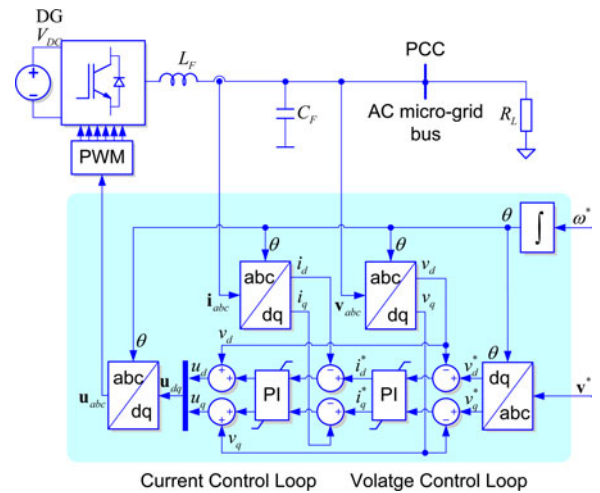 DG
V_DG
L_F
PCC
C_F
AC micro-grid
bus
R_L
PWM
θ
∫
ω*
θ
θ
abc
dq
i_d
i_q
abc
dq
v_d
v_q
i_abc
v_abc
v_d
θ
θ
abc
dq
u_abc
u_dq
u_d
u_q
+
+
+
+
PI
−
−
i_d*
i_q*
PI
−
−
v_d*
v_q*
dq
abc
v*
v_q
Current Control Loop
Volatge Control Loop